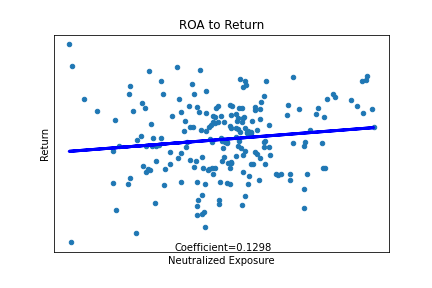 ROA to Return
Return
Coefficient=0.1298
Neutralized Exposure